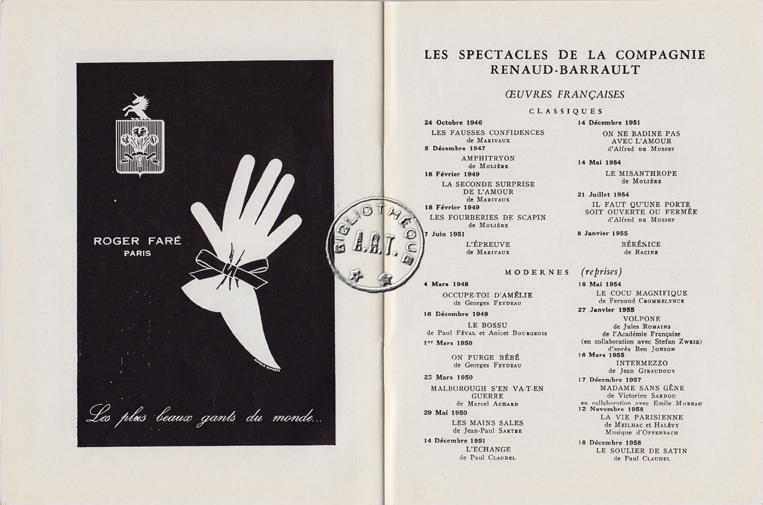 ROGER FARÉ
PARIS
Les plus beaux gants du monde...
BIBLIOTHÈQUE
A.R.T.
LES SPECTACLES DE LA COMPAGNIE
RENAUD-BARRAULT
ŒUVRES FRANÇAISES
CLASSIQUES
24 Octobre 1946
LES FAUSSES CONFIDENCES
de MARIVAUX
5 Décembre 1947
AMPHITRYON
de MOLIÈRE
18 Février 1949
LA SECONDE SURPRISE
DE L'AMOUR
de MARIVAUX
18 Février 1949
LES FOURBERIES DE SCAPIN
de MOLIÈRE
7 Juin 1951
L'ÉPREUVE
de MARIVAUX
14 Décembre 1951
ON NE BADINE PAS
AVEC L'AMOUR
d'Alfred DE MUSSET
14 Mai 1954
LE MISANTHROPE
de MOLIÈRE
21 Juillet 1954
IL FAUT QU'UNE PORTE
SOIT OUVERTE OU FERMÉE
d'Alfred DE MUSSET
8 Janvier 1955
BÉRÉNICE
de RACINE
MODERNES (reprises)
4 Mars 1948
OCCUPE-TOI D'AMÉLIE
de Georges FEYDEAU
16 Décembre 1949
LE BOSSU
de Paul FÉVAL et Anicet BOURGEOIS
1er Mars 1950
ON PURGE BÉBÉ
de Georges FEYDEAU
25 Mars 1950
MALBOROUGH S'EN VA-T-EN
GUERRE
de Marcel ACHARD
29 Mai 1950
LES MAINS SALES
de Jean-Paul SARTRE
14 Décembre 1951
L'ÉCHANGE
de Paul CLAUDEL
18 Mai 1954
LE COCU MAGNIFIQUE
de Fernand CROMMELYNCK
27 Janvier 1955
VOLPONE
de Jules ROMAINS
de l'Académie Française
(en collaboration avec Stefan ZWEIG)
d'après Ben JONSON
18 Mars 1955
INTERMEZZO
de Jean GIRAUDOUX
17 Décembre 1957
MADAME SANS GÊNE
de Victorien SARDOU
en collaboration avec Emile MOREAU
12 Novembre 1958
LA VIE PARISIENNE
de MEILHAC et HALÉVY
Musique d'OFFENBACH
18 Décembre 1958
LE SOULIER DE SATIN
de Paul CLAUDEL